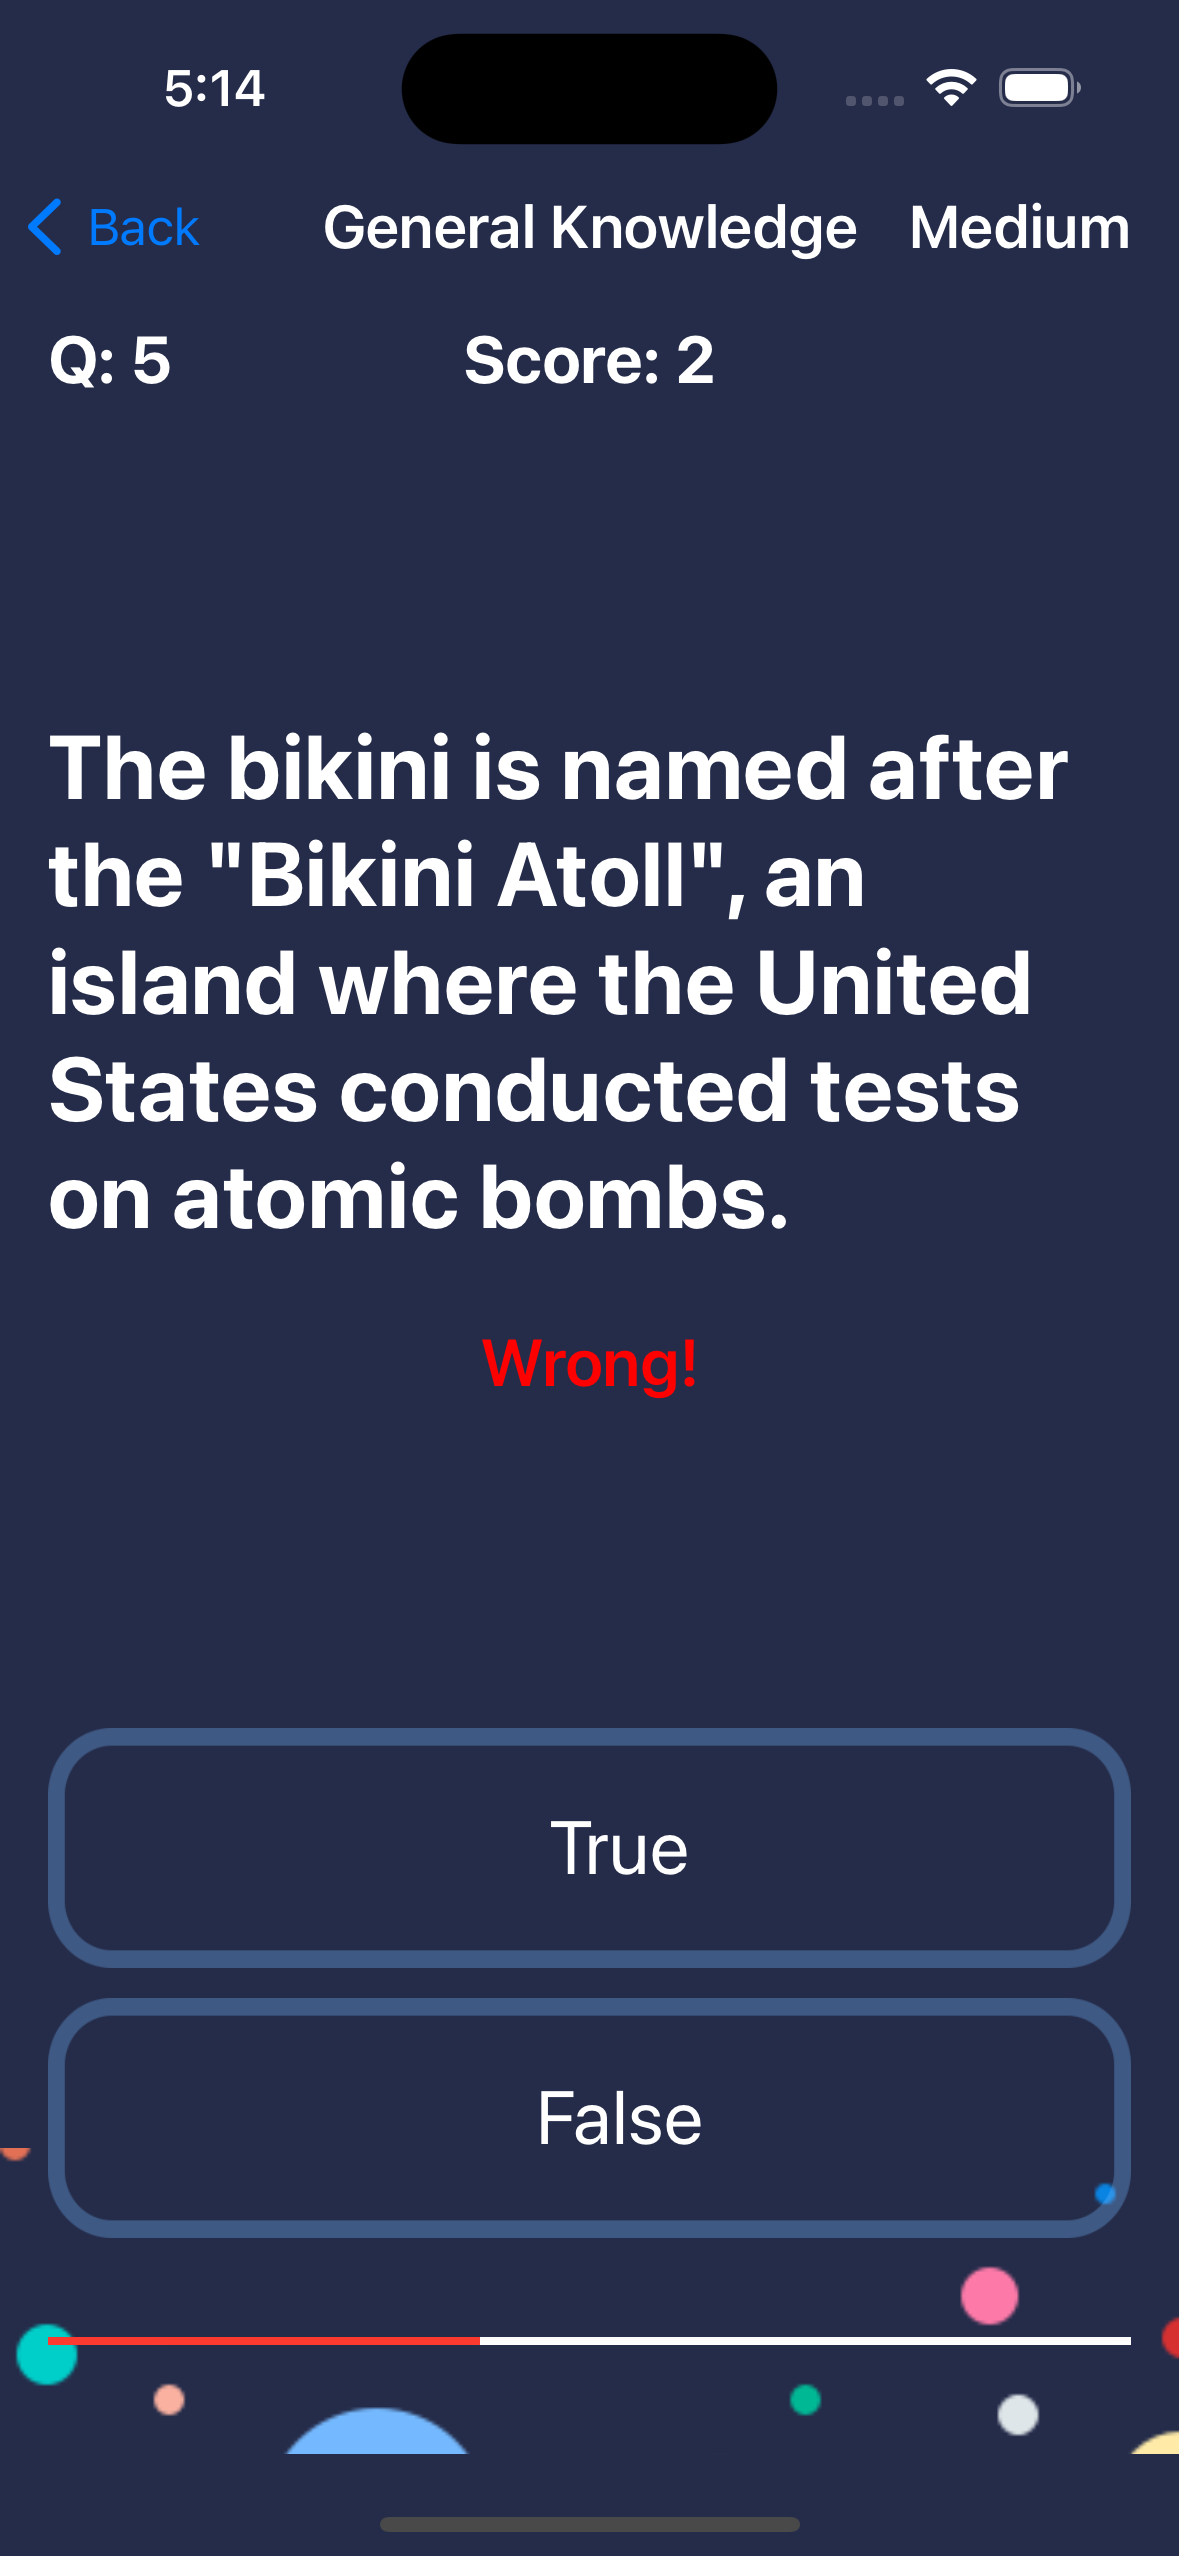 5:14
Back
General Knowledge
Medium
Q: 5
Score: 2
The bikini is named after
the "Bikini Atoll", an
island where the United
States conducted tests
on atomic bombs.
Wrong!
True
False